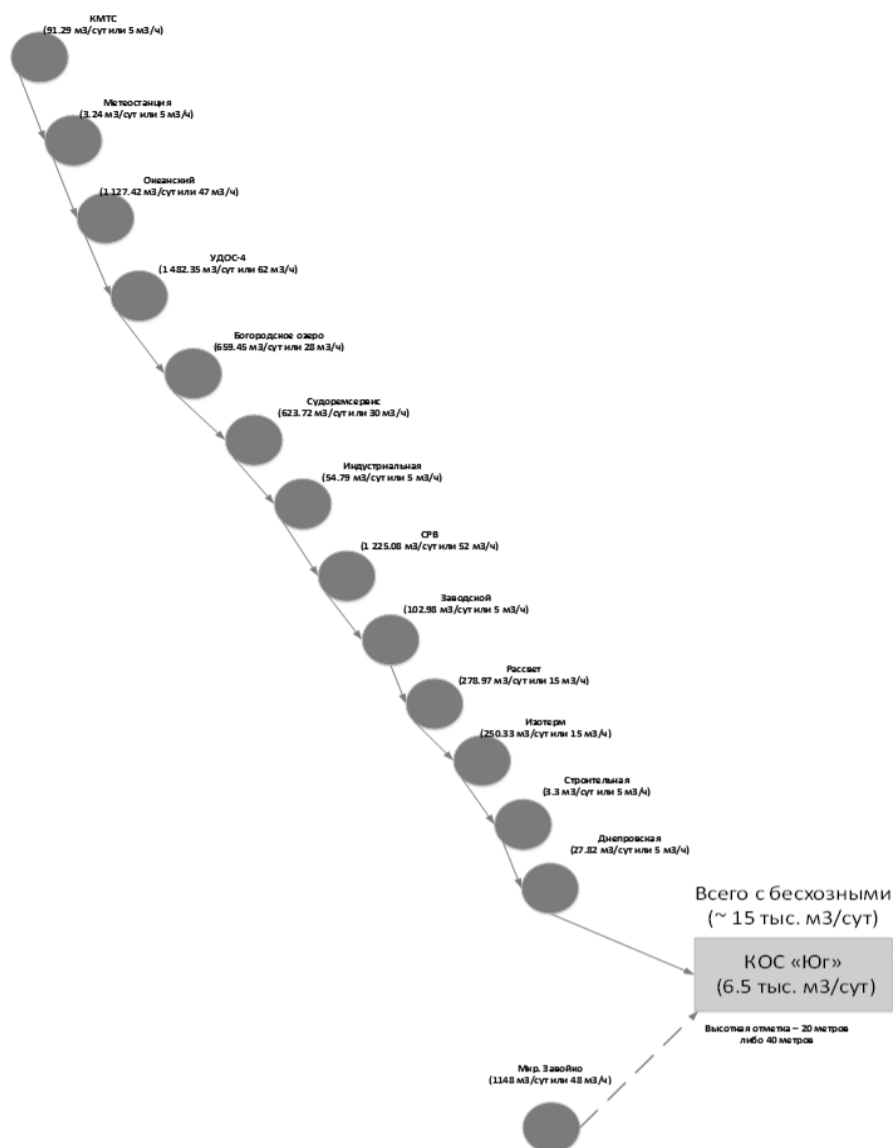 КМТС
(91.29 м3/сут или 5 м3/ч)
Метеостанция
(3.24 м3/сут или 5 м3/ч)
Океанский
(1 127.42 м3/сут или 47 м3/ч)
УДОС-4
(1 482.35 м3/сут или 62 м3/ч)
Богородское озеро
(659.45 м3/сут или 28 м3/ч)
Судоремсервис
(623.72 м3/сут или 30 м3/ч)
Индустриальная
(54.79 м3/сут или 5 м3/ч)
СРВ
(1 225.08 м3/сут или 52 м3/ч)
Заводской
(102.98 м3/сут или 5 м3/ч)
Рассвет
(278.97 м3/сут или 15 м3/ч)
Изотерм
(250.33 м3/сут или 15 м3/ч)
Строительная
(3.3 м3/сут или 5 м3/ч)
Днепровская
(27.82 м3/сут или 5 м3/ч)
Всего с бесхозными
(~ 15 тыс. м3/сут)
КОС «Юг»
(6.5 тыс. м3/сут)
Высотная отметка – 20 метров
либо 40 метров
Мкр. Завойко
(1148 м3/сут или 48 м3/ч)